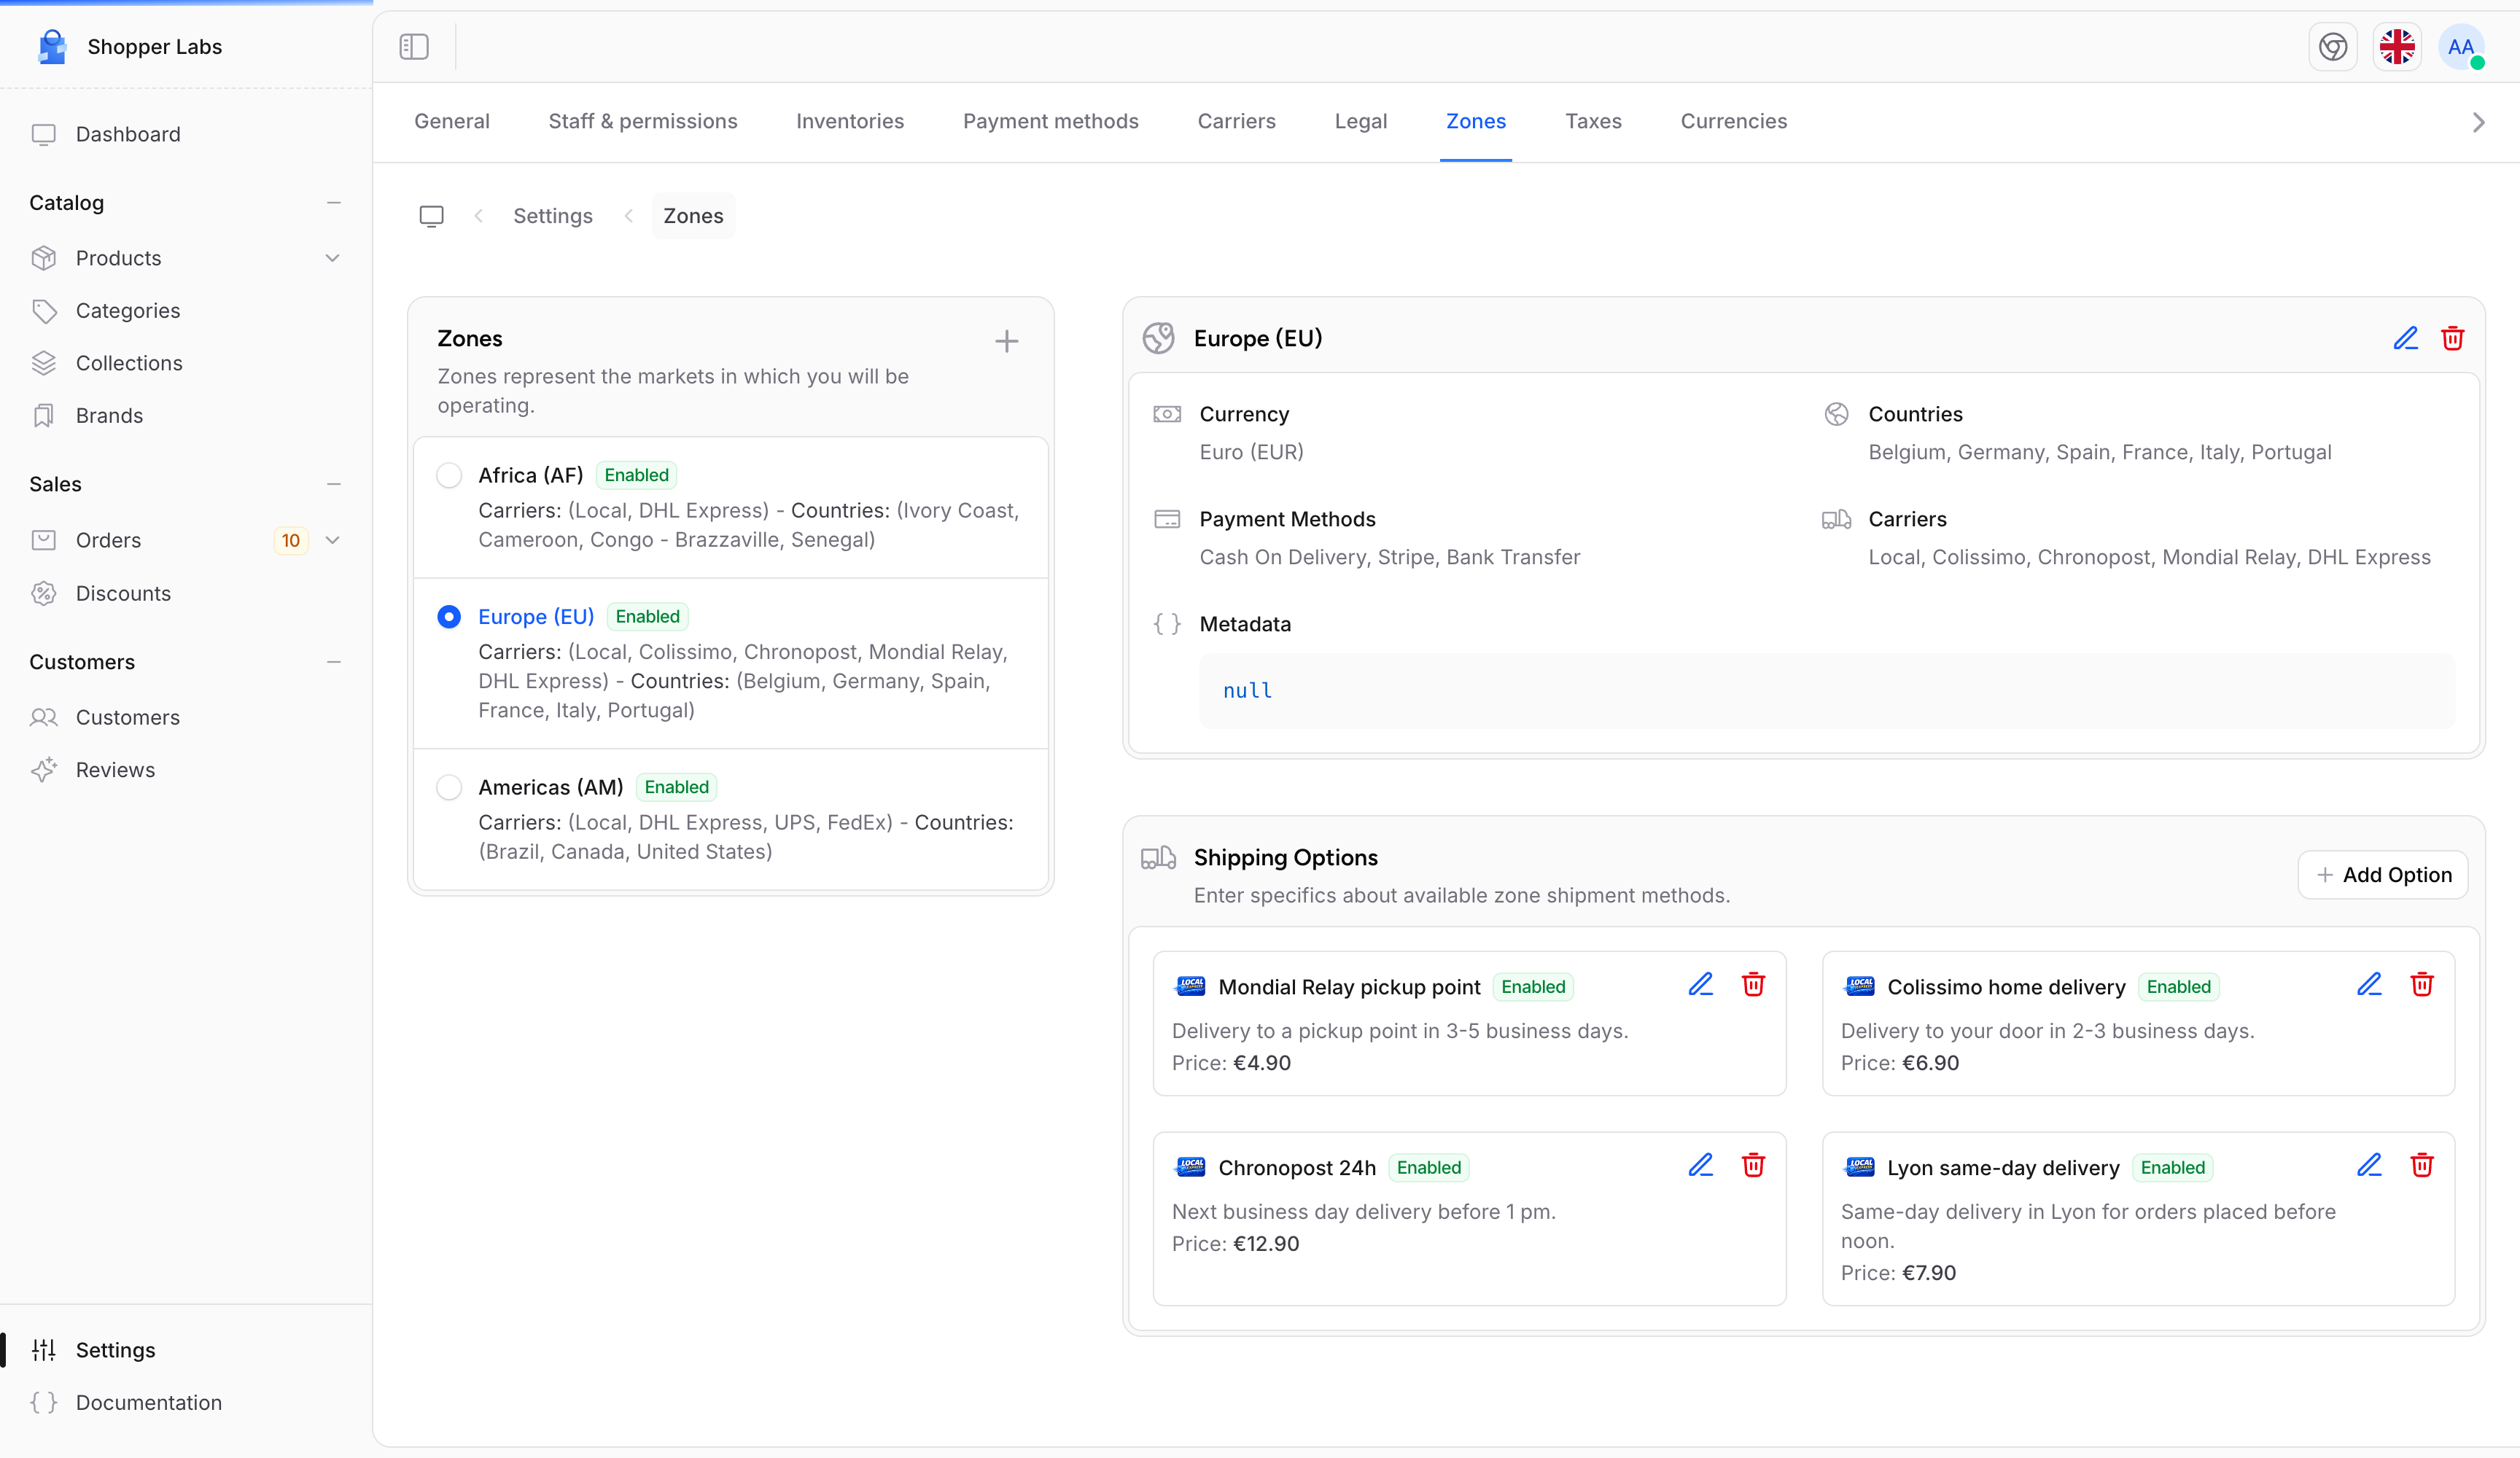 Shopper Labs
AA
Dashboard
Catalog
Products
Categories
Collections
Brands
Sales
Orders 10
Discounts
Customers
Customers
Reviews
Settings
Documentation
General Staff & permissions Inventories Payment methods Carriers Legal Zones Taxes Currencies
Settings Zones
Zones
Zones represent the markets in which you will be
operating.
Africa (AF) Enabled
Carriers: (Local, DHL Express) - Countries: (Ivory Coast,
Cameroon, Congo - Brazzaville, Senegal)
Europe (EU) Enabled
Carriers: (Local, Colissimo, Chronopost, Mondial Relay,
DHL Express) - Countries: (Belgium, Germany, Spain,
France, Italy, Portugal)
Americas (AM) Enabled
Carriers: (Local, DHL Express, UPS, FedEx) - Countries:
(Brazil, Canada, United States)
Europe (EU)
Currency
Euro (EUR)
Countries
Belgium, Germany, Spain, France, Italy, Portugal
Payment Methods
Cash On Delivery, Stripe, Bank Transfer
Carriers
Local, Colissimo, Chronopost, Mondial Relay, DHL Express
{ } Metadata
null
Shipping Options
Enter specifics about available zone shipment methods.
Add Option
LOCAL Mondial Relay pickup point Enabled
Delivery to a pickup point in 3-5 business days.
Price: €4.90
LOCAL Colissimo home delivery Enabled
Delivery to your door in 2-3 business days.
Price: €6.90
LOCAL Chronopost 24h Enabled
Next business day delivery before 1 pm.
Price: €12.90
LOCAL Lyon same-day delivery Enabled
Same-day delivery in Lyon for orders placed before
noon.
Price: €7.90